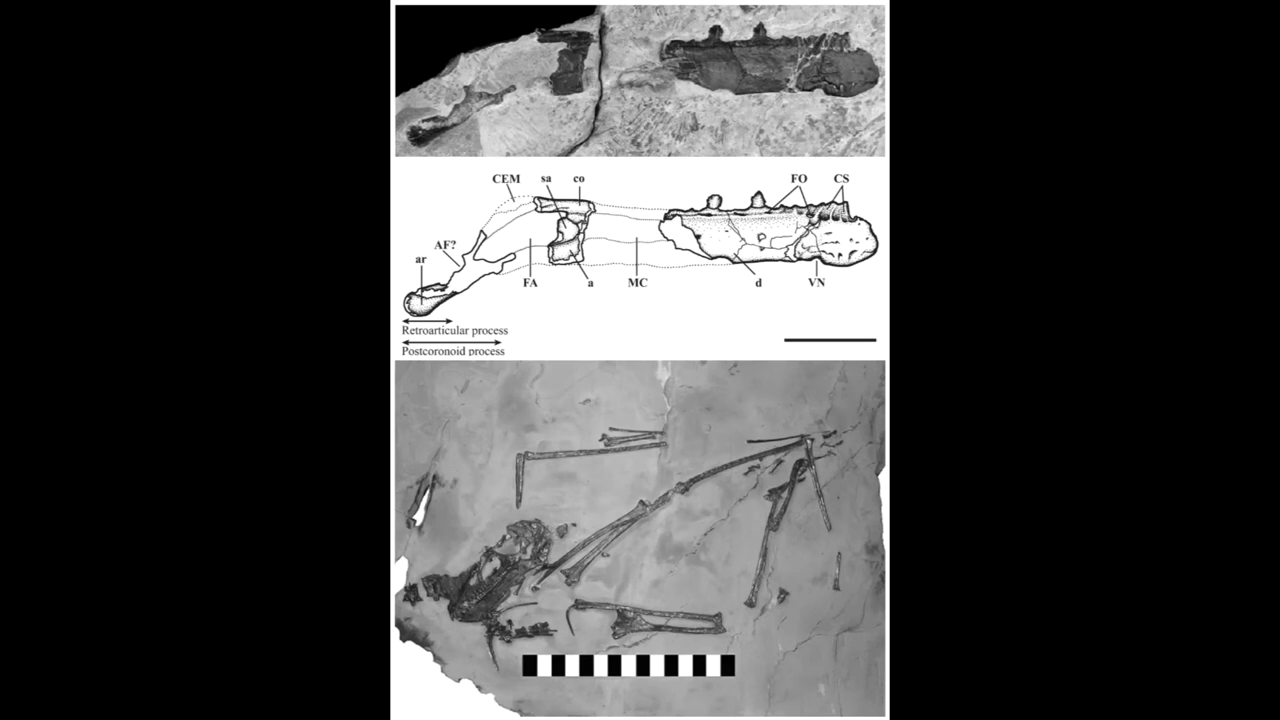 CEM sa co FO CS
AF?
ar
FA a MC d VN
Retroarticular process
Postcoronoid process